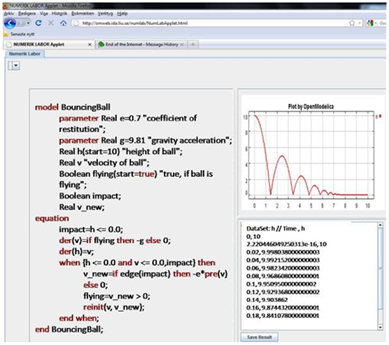 NUMERIK LABOR Applet - Mozilla Firefox
Arkiv Redigera Visa Historik Bokmärken Verktyg Hjälp
http://omweb.ida.liu.se/numlab/NumLabApplet.html
Senaste nytt
NUMERIK LABOR Applet
End of the Internet - Message History
Numerik Labor
model BouncingBall
parameter Real e=0.7 "coefficient of
restitution";
parameter Real g=9.81 "gravity acceleration";
Real h(start=10) "height of ball";
Real v "velocity of ball";
Boolean flying(start=true) "true, if ball is
flying";
Boolean impact;
Real v_new;
equation
impact=h <= 0.0;
der(v)=if flying then -g else 0;
der(h)=v;
when {h <= 0.0 and v <= 0.0,impact} then
v_new=if edge(impact) then -e*pre(v)
else 0;
flying=v_new > 0;
reinit(v, v_new);
end when;
end BouncingBall;
Plot by OpenModelica
h
10
8
6
4
2
0
0 1 2 3 4 5 6 7 8 9 10
DataSet: h // Time , h
0, 10
2.220446049250313e-16, 10
0.02, 9.998038000000003
0.04, 9.992152000000003
0.06, 9.982342000000003
0.08, 9.968608000000001
0.1, 9.950950000000002
0.12, 9.929368000000002
0.14, 9.903862
0.16, 9.874432000000001
0.18, 9.841078000000001
Save Result